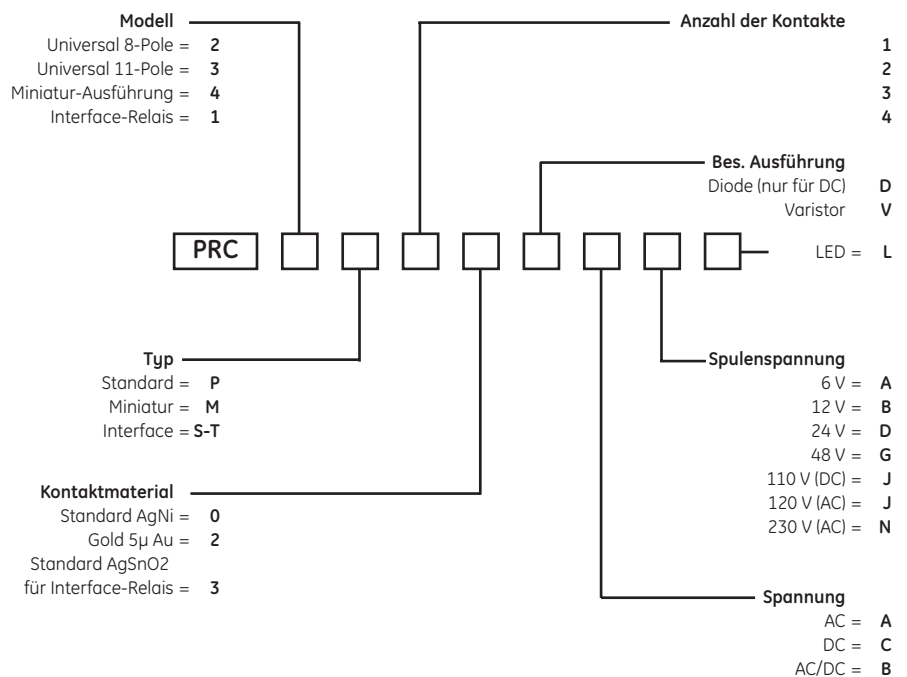 Modell
Universal 8-Pole = 2
Universal 11-Pole = 3
Miniatur-Ausführung = 4
Interface-Relais = 1
Anzahl der Kontakte
1
2
3
4
Bes. Ausführung
Diode (nur für DC) D
Varistor V
PRC
LED = L
Typ
Standard = P
Miniatur = M
Interface = S-T
Kontaktmaterial
Standard AgNi = 0
Gold 5µ Au = 2
Standard AgSnO2
für Interface-Relais = 3
Spulenspannung
6 V = A
12 V = B
24 V = D
48 V = G
110 V (DC) = J
120 V (AC) = J
230 V (AC) = N
Spannung
AC = A
DC = C
AC/DC = B